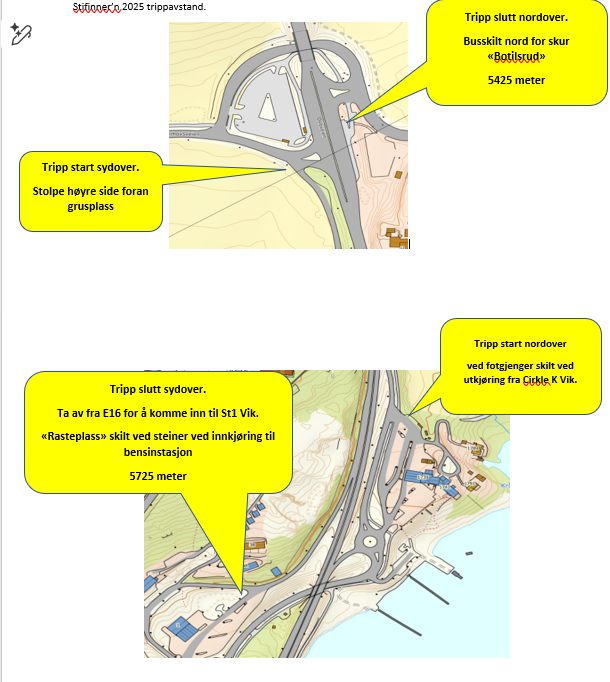 Stifinner'n 2025 trippavstand.
Tripp slutt nordover.
Busskilt nord for skur
«Botilsrud»
5425 meter
Tripp start sydover.
Stolpe høyre side foran
grusplass
Tripp start nordover
ved fotgjenger skilt ved
utkjøring fra Cirkle K Vik.
Tripp slutt sydover.
Ta av fra E16 for å komme inn til St1 Vik.
«Rasteplass» skilt ved steiner ved innkjøring til
bensinstasjon
5725 meter